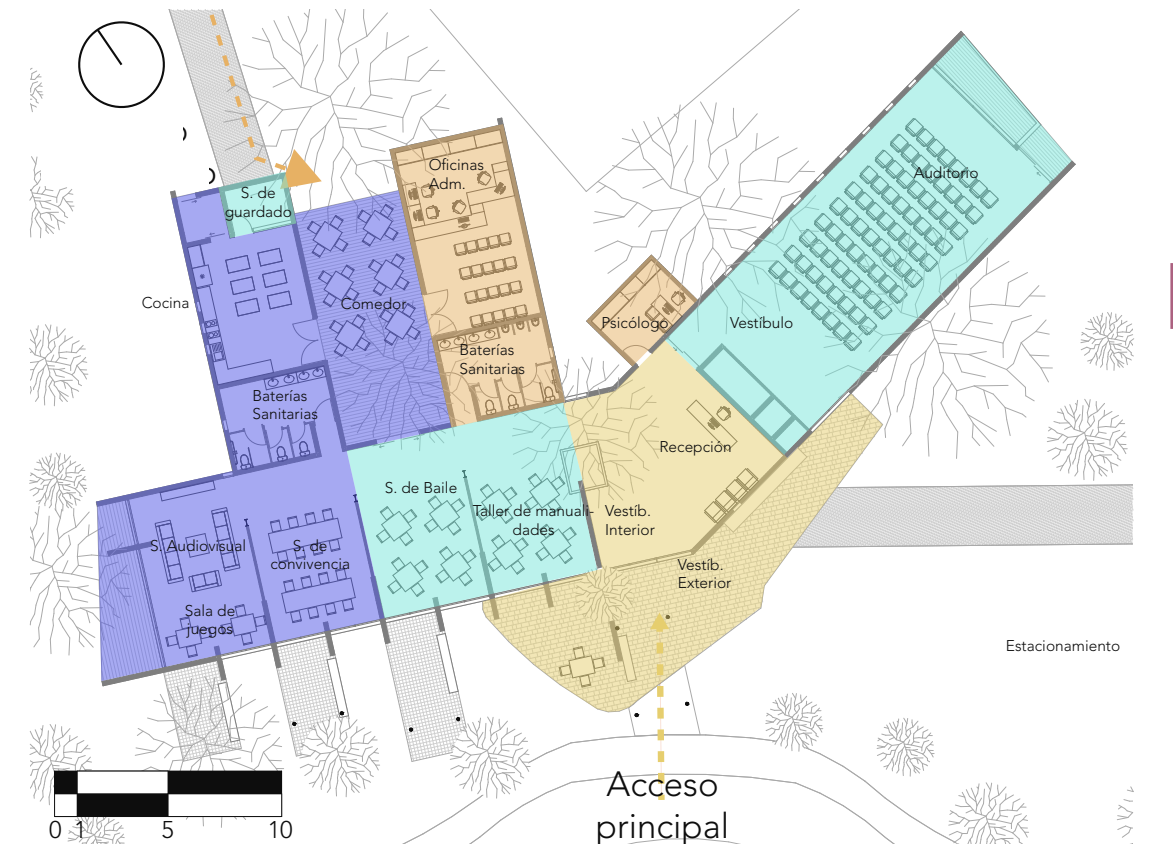 Oficinas
Adm.
Auditorio
S. de
guardado
Cocina
Comedor
Psicólogo
Vestíbulo
Baterías
Sanitarias
Baterías
Sanitarias
Recepción
S. de Baile
Taller de manuali-
dades
Vestíb.
Interior
S. Audiovisual
S. de
convivencia
Vestíb.
Exterior
Sala de
juegos
Estacionamiento
Acceso
principal
0 1 5 10